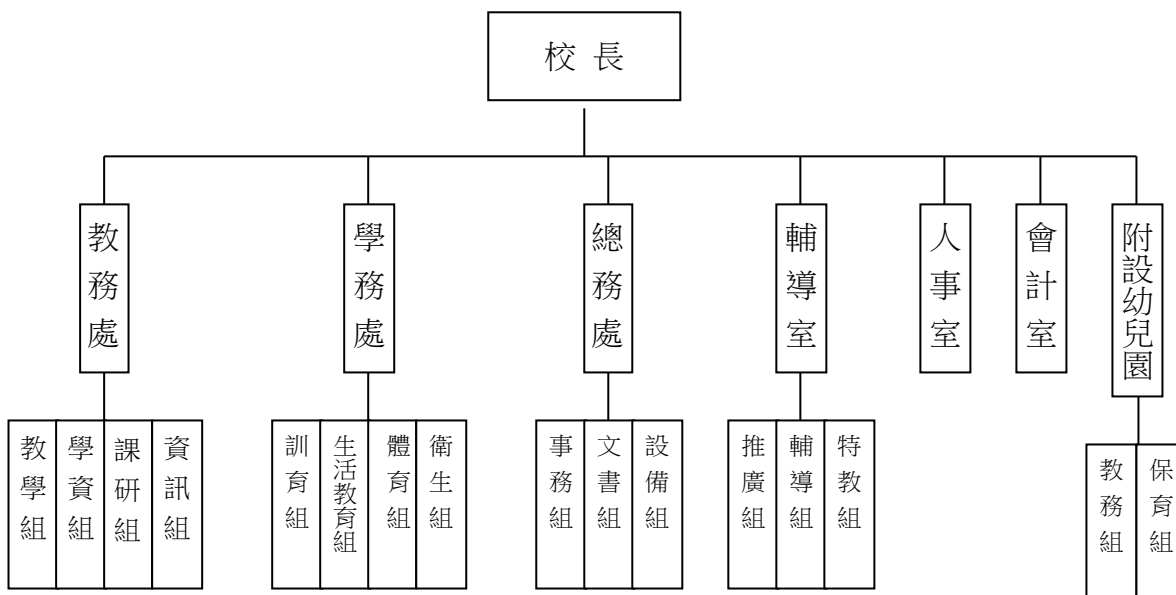 校長
教務處
學務處
總務處
輔導室
人事室
會計室
附設幼兒園
教學組
學資組
課研組
資訊組
訓育組
生活教育組
體育組
衛生組
事務組
文書組
設備組
推廣組
輔導組
特教組
教務組
保育組